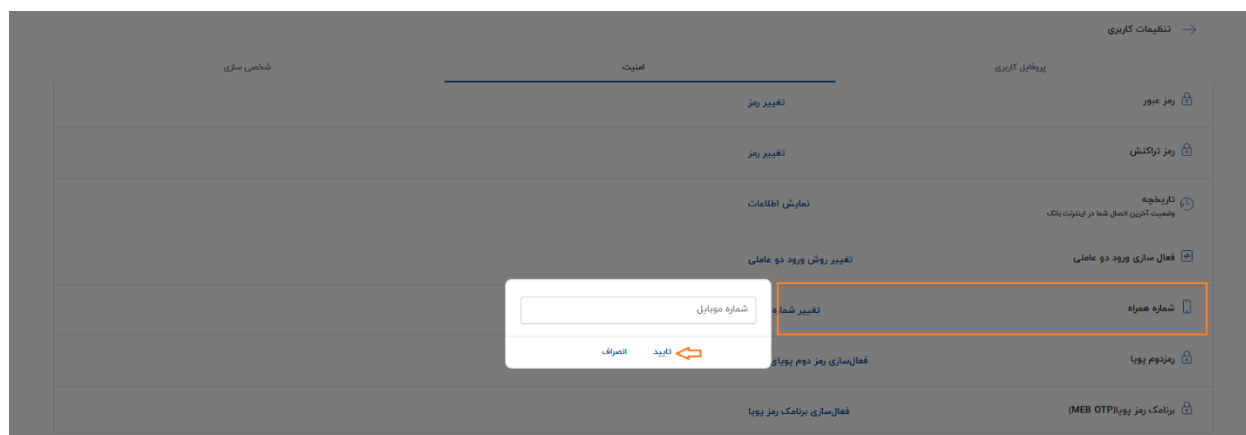 تنظیمات کاربری
پروفایل کاربری
امنیت
شخصی سازی
رمز عبور
تغییر رمز
رمز تراکنش
تغییر رمز
تاریخچه
وضعیت آخرین اتصال شما در اینترنت بانک
نمایش اطلاعات
فعال سازی ورود دو عاملی
تغییر روش ورود دو عاملی
شماره همراه
تغییر شماره
شماره موبایل
تایید
انصراف
رمزدوم پویا
فعال‌سازی رمز دوم پویای
برنامک رمز پویا(MEB OTP)
فعال‌سازی برنامک رمز پویا